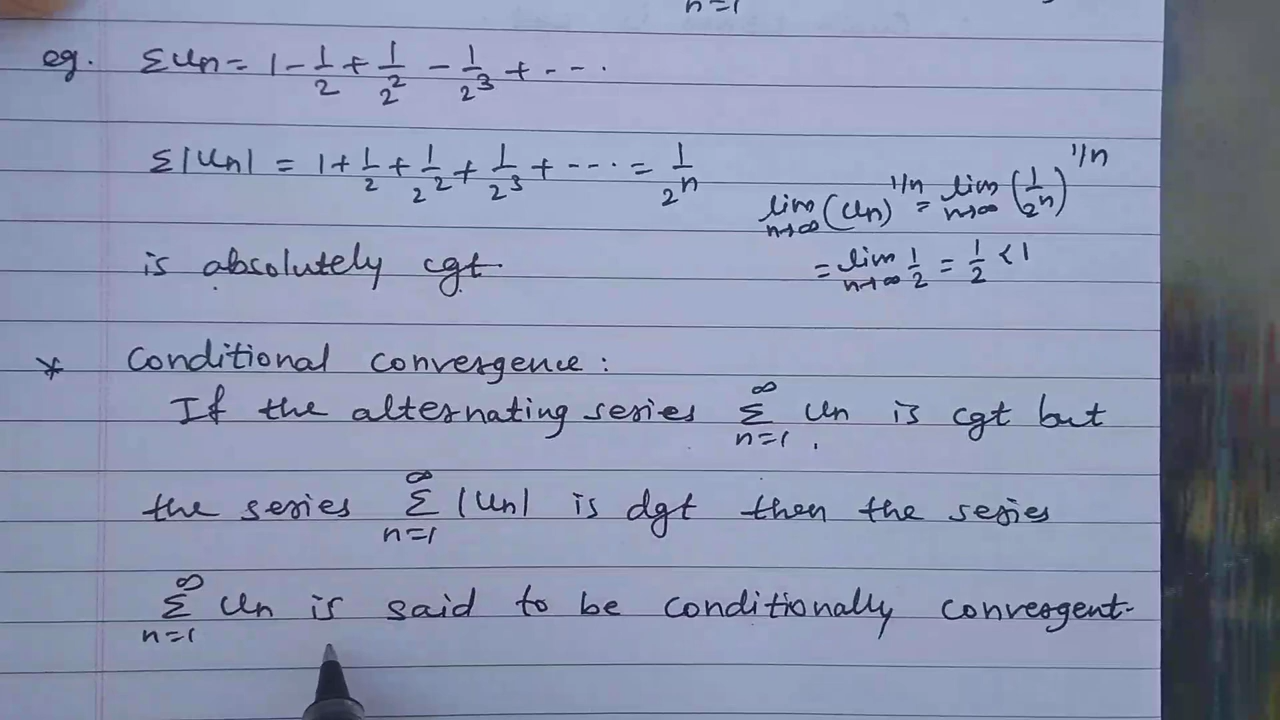 n=1
eg. Σun = 1 - 1/2 + 1/2² - 1/2³ + ---.
Σ|un| = 1 + 1/2 + 1/2² + 1/2³ + ---- = 1/2ⁿ
lim n→∞ (un)^1/n = lim n→∞ (1/2ⁿ)^1/n
= lim n→∞ 1/2 = 1/2 < 1
is absolutely cgt.
* Conditional convergence:
If the alternating series ∞ Σ n=1 un is cgt but
the series ∞ Σ n=1 |un| is dgt then the series
∞ Σ n=1 un is said to be conditionally convergent.